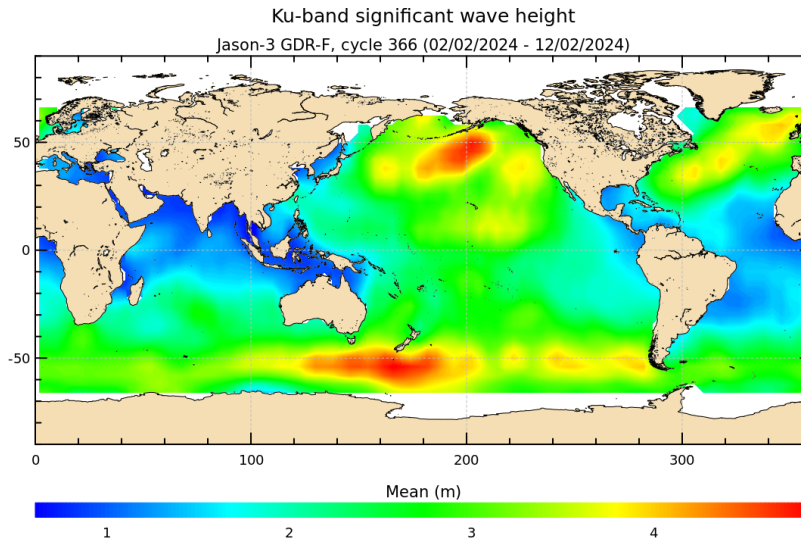 Ku-band significant wave height
Jason-3 GDR-F, cycle 366 (02/02/2024 - 12/02/2024)
50
0
-50
0 100 200 300
Mean (m)
1 2 3 4